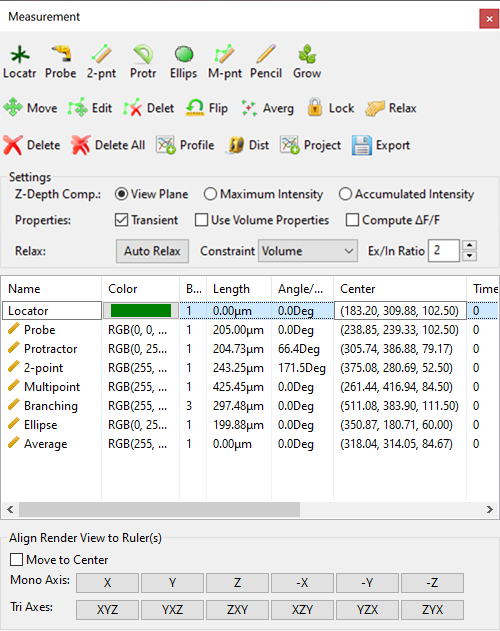 Measurement
Locatr Probe 2-pnt Protr Ellips M-pnt Pencil Grow
Move Edit Delet Flip Averg Lock Relax
Delete Delete All Profile Dist Project Export
Settings
Z-Depth Comp.: View Plane Maximum Intensity Accumulated Intensity
Properties: Transient Use Volume Properties Compute ΔF/F
Relax: Auto Relax Constraint Volume Ex/In Ratio 2
Name Color B... Length Angle/... Center Time
Locator 1 0.00µm 0.0Deg (183.20, 309.88, 102.50) 0
Probe RGB(0, 0, ... 1 205.00µm 0.0Deg (238.85, 239.33, 102.50) 0
Protractor RGB(0, 25... 1 204.73µm 66.4Deg (305.74, 386.88, 79.17) 0
2-point RGB(255, ... 1 243.25µm 171.5Deg (375.08, 280.69, 52.50) 0
Multipoint RGB(255, ... 1 425.45µm 0.0Deg (261.44, 416.94, 84.50) 0
Branching RGB(255, ... 3 297.48µm 0.0Deg (511.08, 383.90, 111.50) 0
Ellipse RGB(0, 25... 1 199.88µm 0.0Deg (350.87, 180.71, 60.00) 0
Average RGB(255, ... 1 0.00µm 0.0Deg (318.04, 314.05, 84.67) 0
Align Render View to Ruler(s)
Move to Center
Mono Axis: X Y Z -X -Y -Z
Tri Axes: XYZ YXZ ZXY XZY YZX ZYX